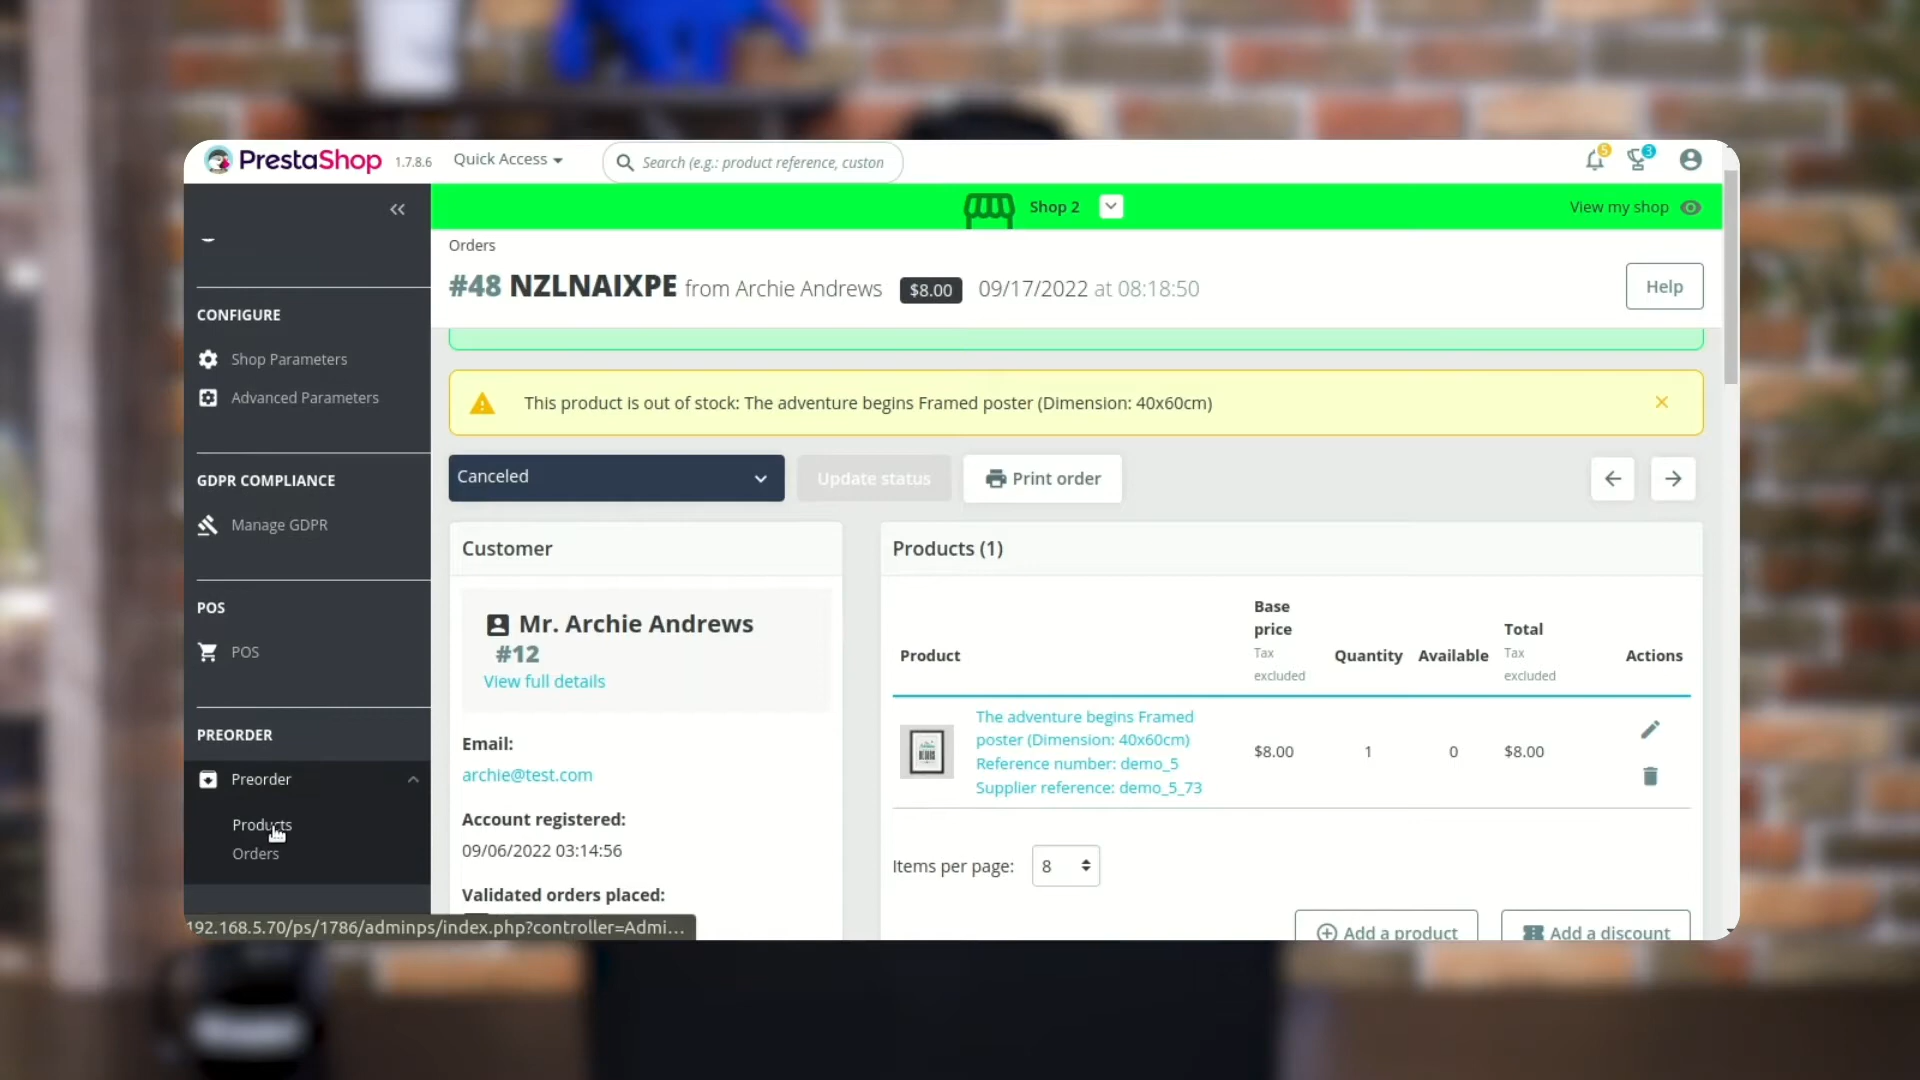 PrestaShop 1.7.8.6 Quick Access Search (e.g.: product reference, custon 5 3
Shop 2 View my shop
Orders
#48 NZLNAIXPE from Archie Andrews $8.00 09/17/2022 at 08:18:50 Help
CONFIGURE
Shop Parameters
Advanced Parameters
GDPR COMPLIANCE
Manage GDPR
POS
POS
PREORDER
Preorder
Products
Orders
192.168.5.70/ps/1786/adminps/index.php?controller=Admi...
This product is out of stock: The adventure begins Framed poster (Dimension: 40x60cm)
Canceled Update status Print order
Customer
Mr. Archie Andrews
#12
View full details
Email:
archie@test.com
Account registered:
09/06/2022 03:14:56
Validated orders placed:
Products (1)
Product Base price Tax excluded Quantity Available Total Tax excluded Actions
The adventure begins Framed
poster (Dimension: 40x60cm)
Reference number: demo_5
Supplier reference: demo_5_73
$8.00 1 0 $8.00
Items per page: 8
Add a product Add a discount